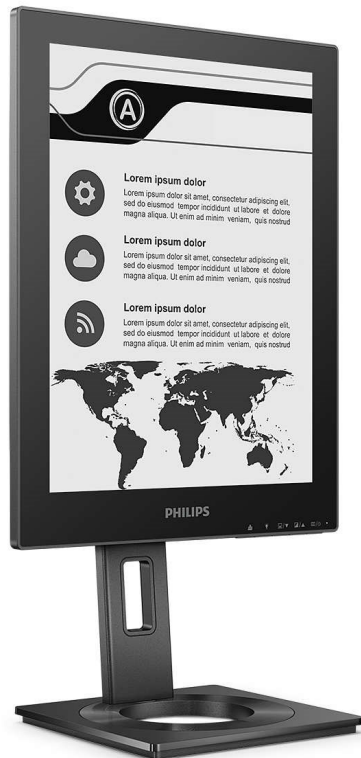 A
Lorem ipsum dolor
Lorem ipsum dolor sit amet, consectetur adipiscing elit,
sed do eiusmod tempor incididunt ut labore et dolore
magna aliqua. Ut enim ad minim veniam, quis nostrud
Lorem ipsum dolor
Lorem ipsum dolor sit amet, consectetur adipiscing elit,
sed do eiusmod tempor incididunt ut labore et dolore
magna aliqua. Ut enim ad minim veniam, quis nostrud
Lorem ipsum dolor
Lorem ipsum dolor sit amet, consectetur adipiscing elit,
sed do eiusmod tempor incididunt ut labore et dolore
magna aliqua. Ut enim ad minim veniam, quis nostrud
PHILIPS